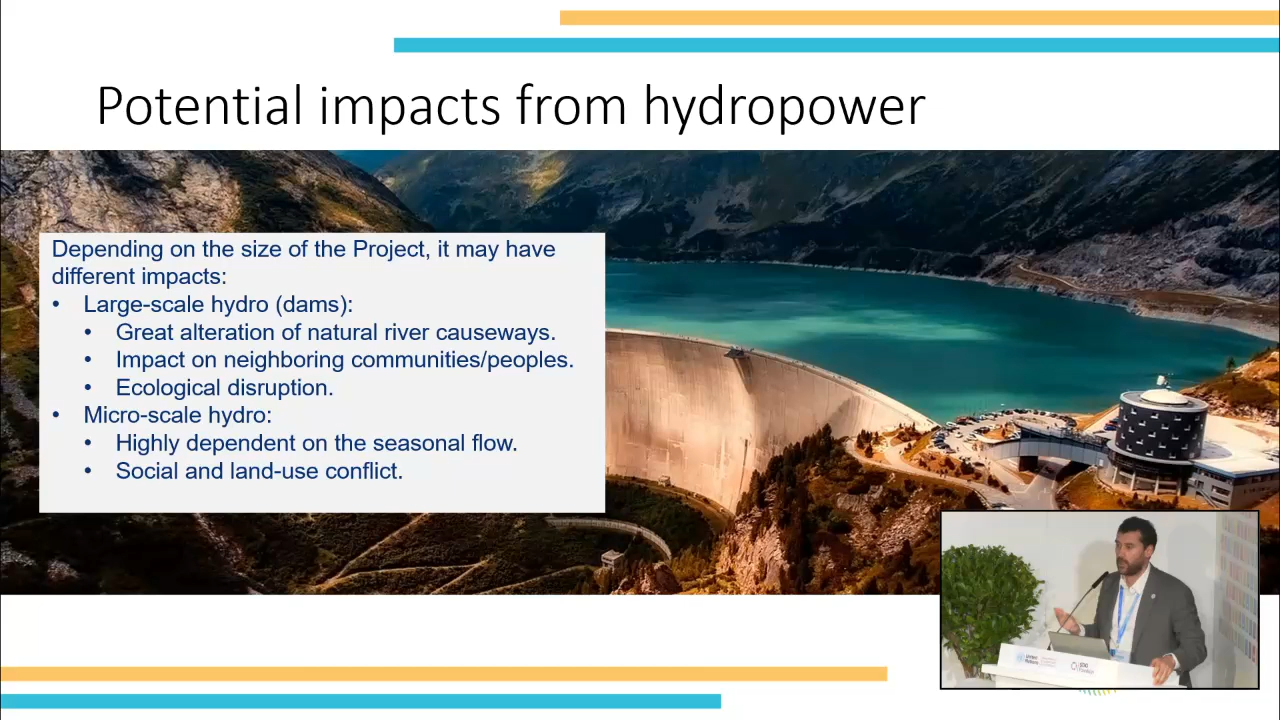 Potential impacts from hydropower
Depending on the size of the Project, it may have
different impacts:
• Large-scale hydro (dams):
• Great alteration of natural river causeways.
• Impact on neighboring communities/peoples.
• Ecological disruption.
• Micro-scale hydro:
• Highly dependent on the seasonal flow.
• Social and land-use conflict.